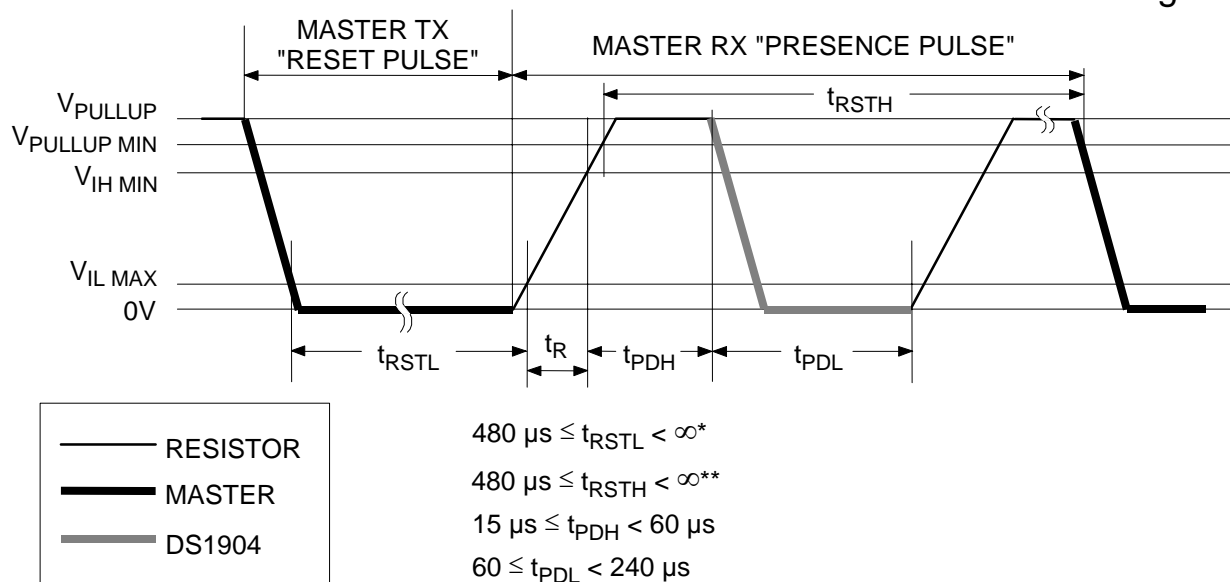 MASTER TX
"RESET PULSE"
MASTER RX "PRESENCE PULSE"
tRSTH
VPULLUP
VPULLUP MIN
VIH MIN
VIL MAX
0V
tRSTL
tR
tPDH
tPDL
RESISTOR
MASTER
DS1904
480 µs ≤ tRSTL < ∞*
480 µs ≤ tRSTH < ∞**
15 µs ≤ tPDH < 60 µs
60 ≤ tPDL < 240 µs